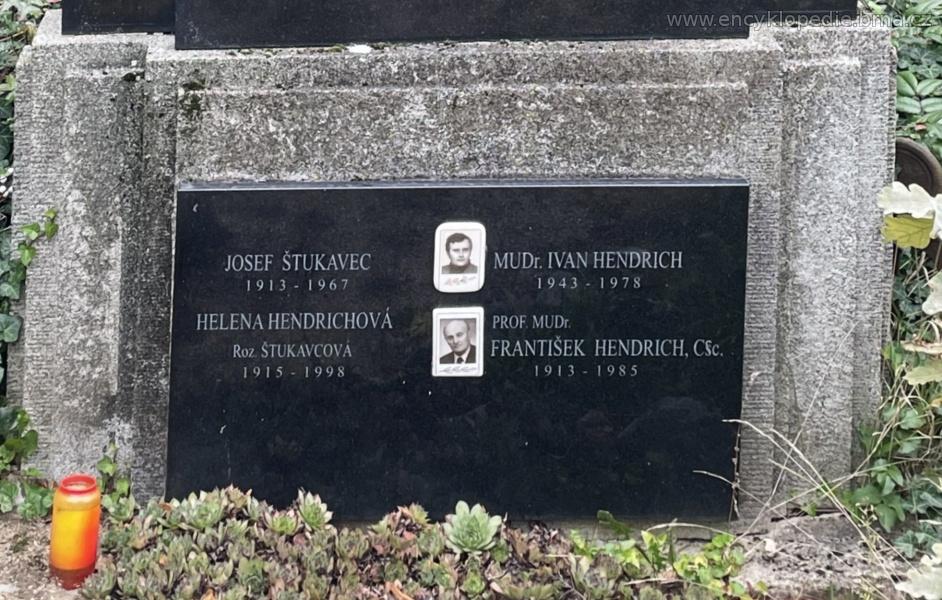 www.encyklopedie.brna.cz
JOSEF ŠTUKAVEC
1913 - 1967
HELENA HENDRICHOVÁ
Roz. ŠTUKAVCOVÁ
1915 - 1998
MUDr. IVAN HENDRICH
1943 - 1978
PROF. MUDr.
FRANTIŠEK HENDRICH, CSc.
1913 - 1985